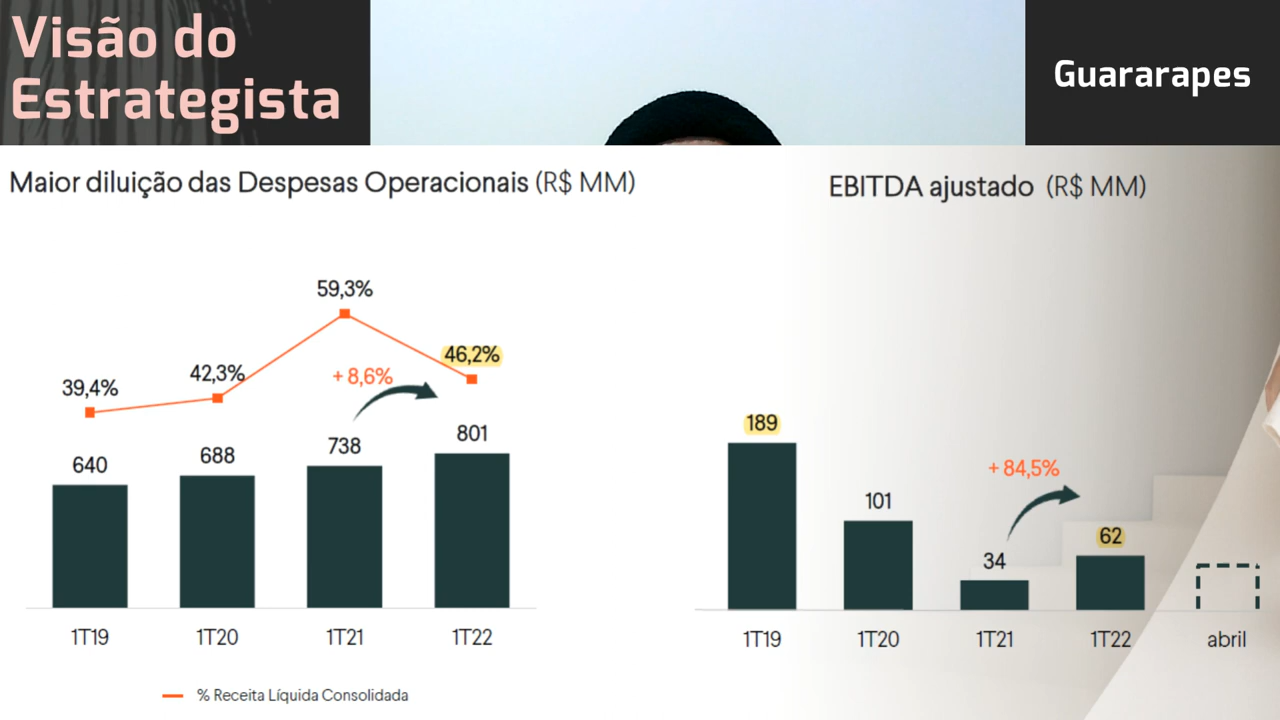 Visão do
Estrategista
Guararapes
Maior diluição das Despesas Operacionais (R$ MM)
59,3%
46,2%
42,3%
39,4%
+ 8,6%
640
688
738
801
1T19
1T20
1T21
1T22
% Receita Líquida Consolidada
EBITDA ajustado (R$ MM)
189
101
34
62
+ 84,5%
1T19
1T20
1T21
1T22
abril